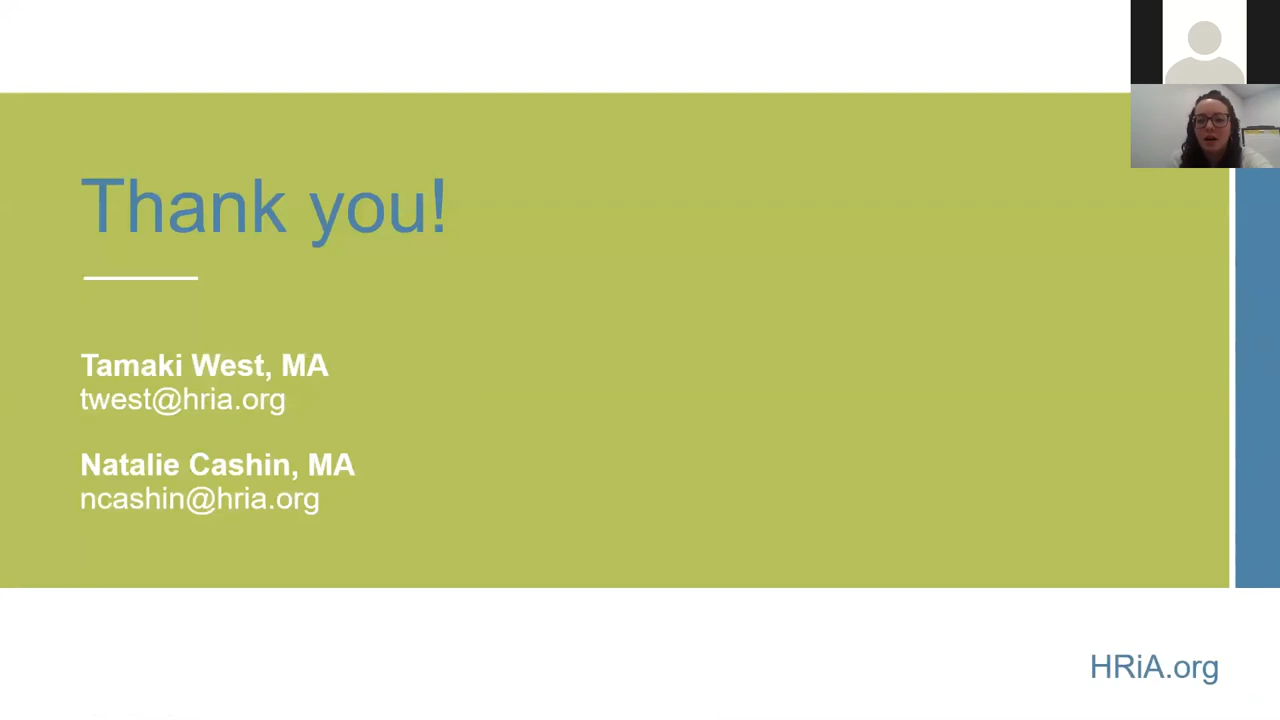 Thank you!
Tamaki West, MA
twest@hria.org
Natalie Cashin, MA
ncashin@hria.org
HRiA.org